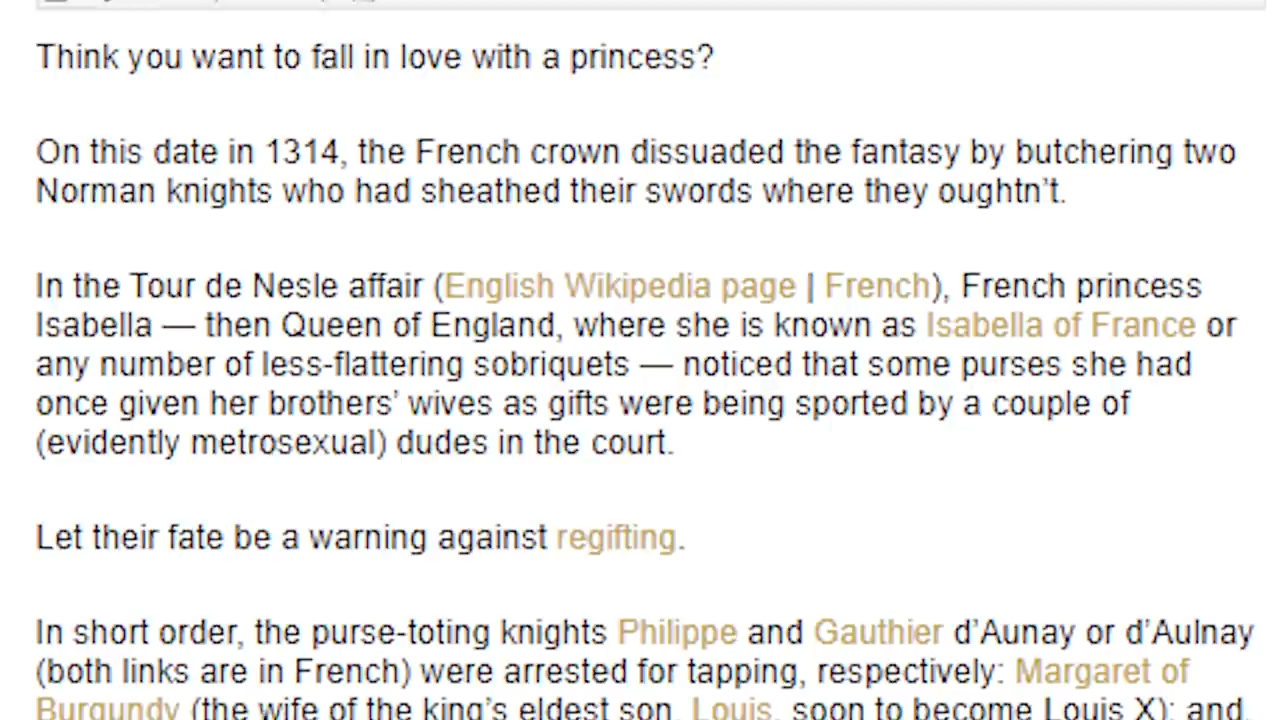 Think you want to fall in love with a princess?
On this date in 1314, the French crown dissuaded the fantasy by butchering two
Norman knights who had sheathed their swords where they oughtn’t.
In the Tour de Nesle affair (English Wikipedia page | French), French princess
Isabella — then Queen of England, where she is known as Isabella of France or
any number of less-flattering sobriquets — noticed that some purses she had
once given her brothers’ wives as gifts were being sported by a couple of
(evidently metrosexual) dudes in the court.
Let their fate be a warning against regifting.
In short order, the purse-toting knights Philippe and Gauthier d’Aunay or d’Aulnay
(both links are in French) were arrested for tapping, respectively: Margaret of
Burgundy (the wife of the king’s eldest son, Louis, soon to become Louis X); and,